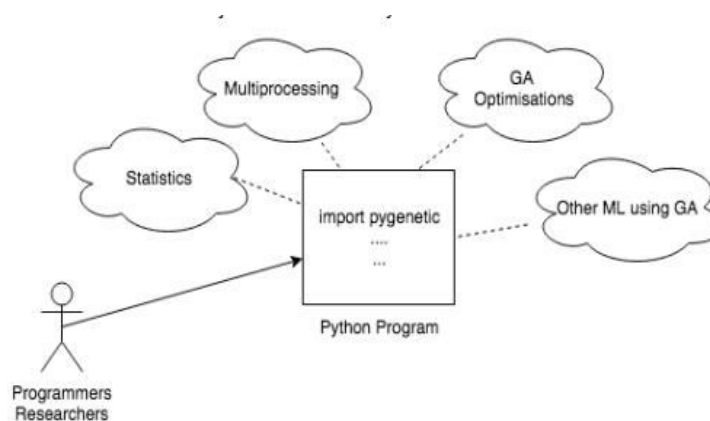 Multiprocessing
GA
Optimisations
Statistics
Other ML using GA
import pygenetic
....
...
Python Program
Programmers
Researchers